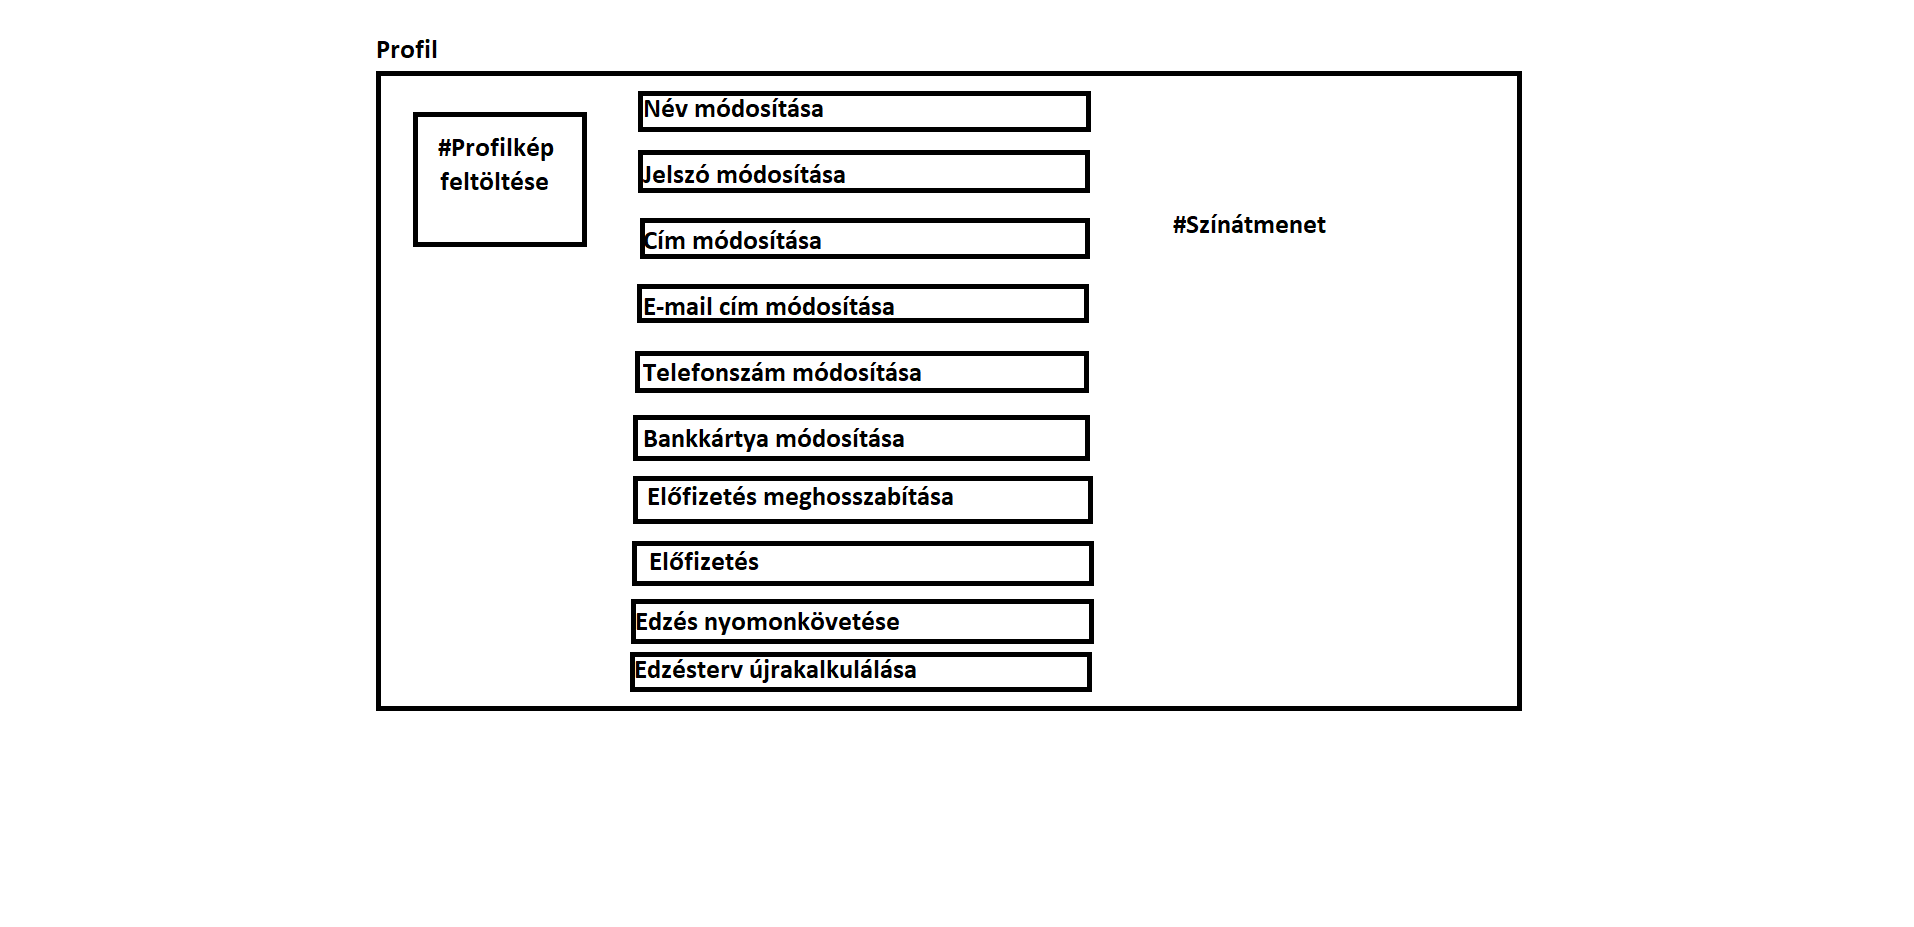 Profil
#Profilkép
feltöltése
Név módosítása
Jelszó módosítása
Cím módosítása
E-mail cím módosítása
Telefonszám módosítása
Bankkártya módosítása
Előfizetés meghosszabítása
Előfizetés
Edzés nyomonkövetése
Edzésterv újrakalkulálása
#Színátmenet